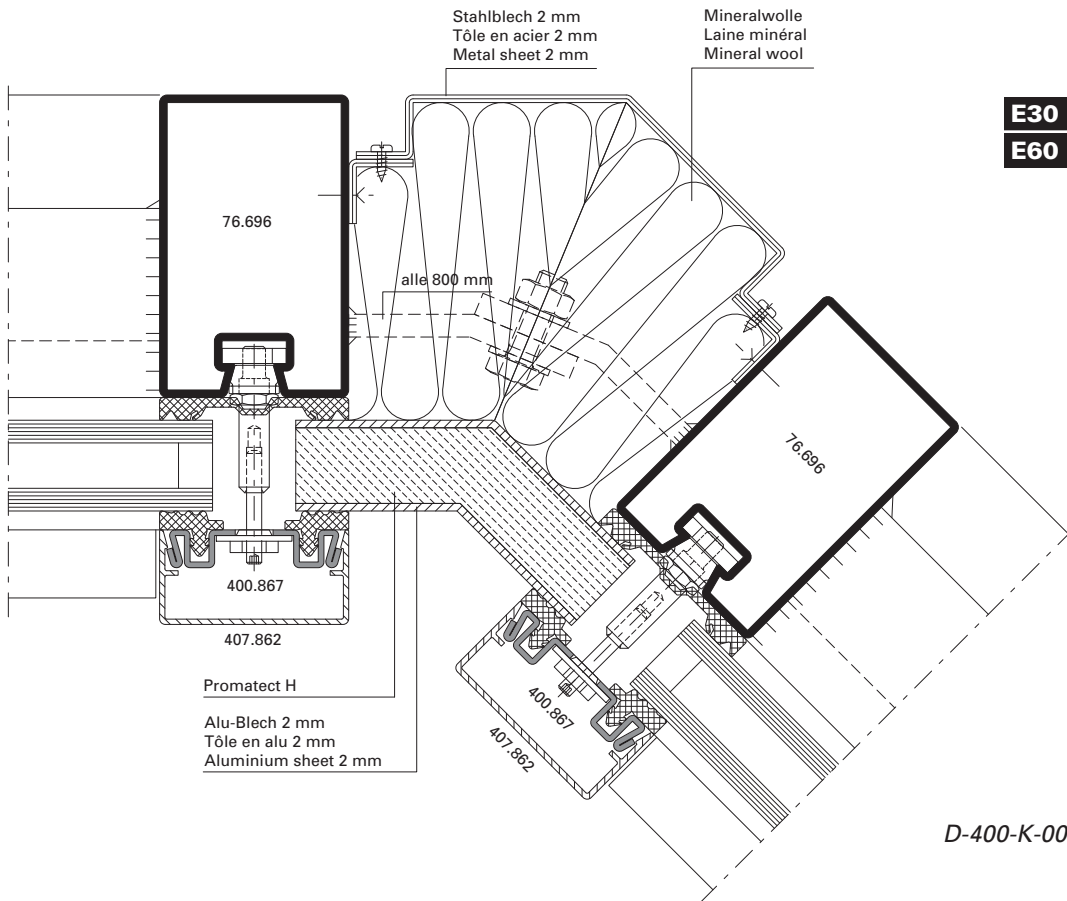 Stahlblech 2 mm
Tôle en acier 2 mm
Metal sheet 2 mm
Mineralwolle
Laine minéral
Mineral wool
E30
E60
76.696
alle 800 mm
76.696
400.867
407.862
400.867
407.862
Promatect H
Alu-Blech 2 mm
Tôle en alu 2 mm
Aluminium sheet 2 mm
D-400-K-00